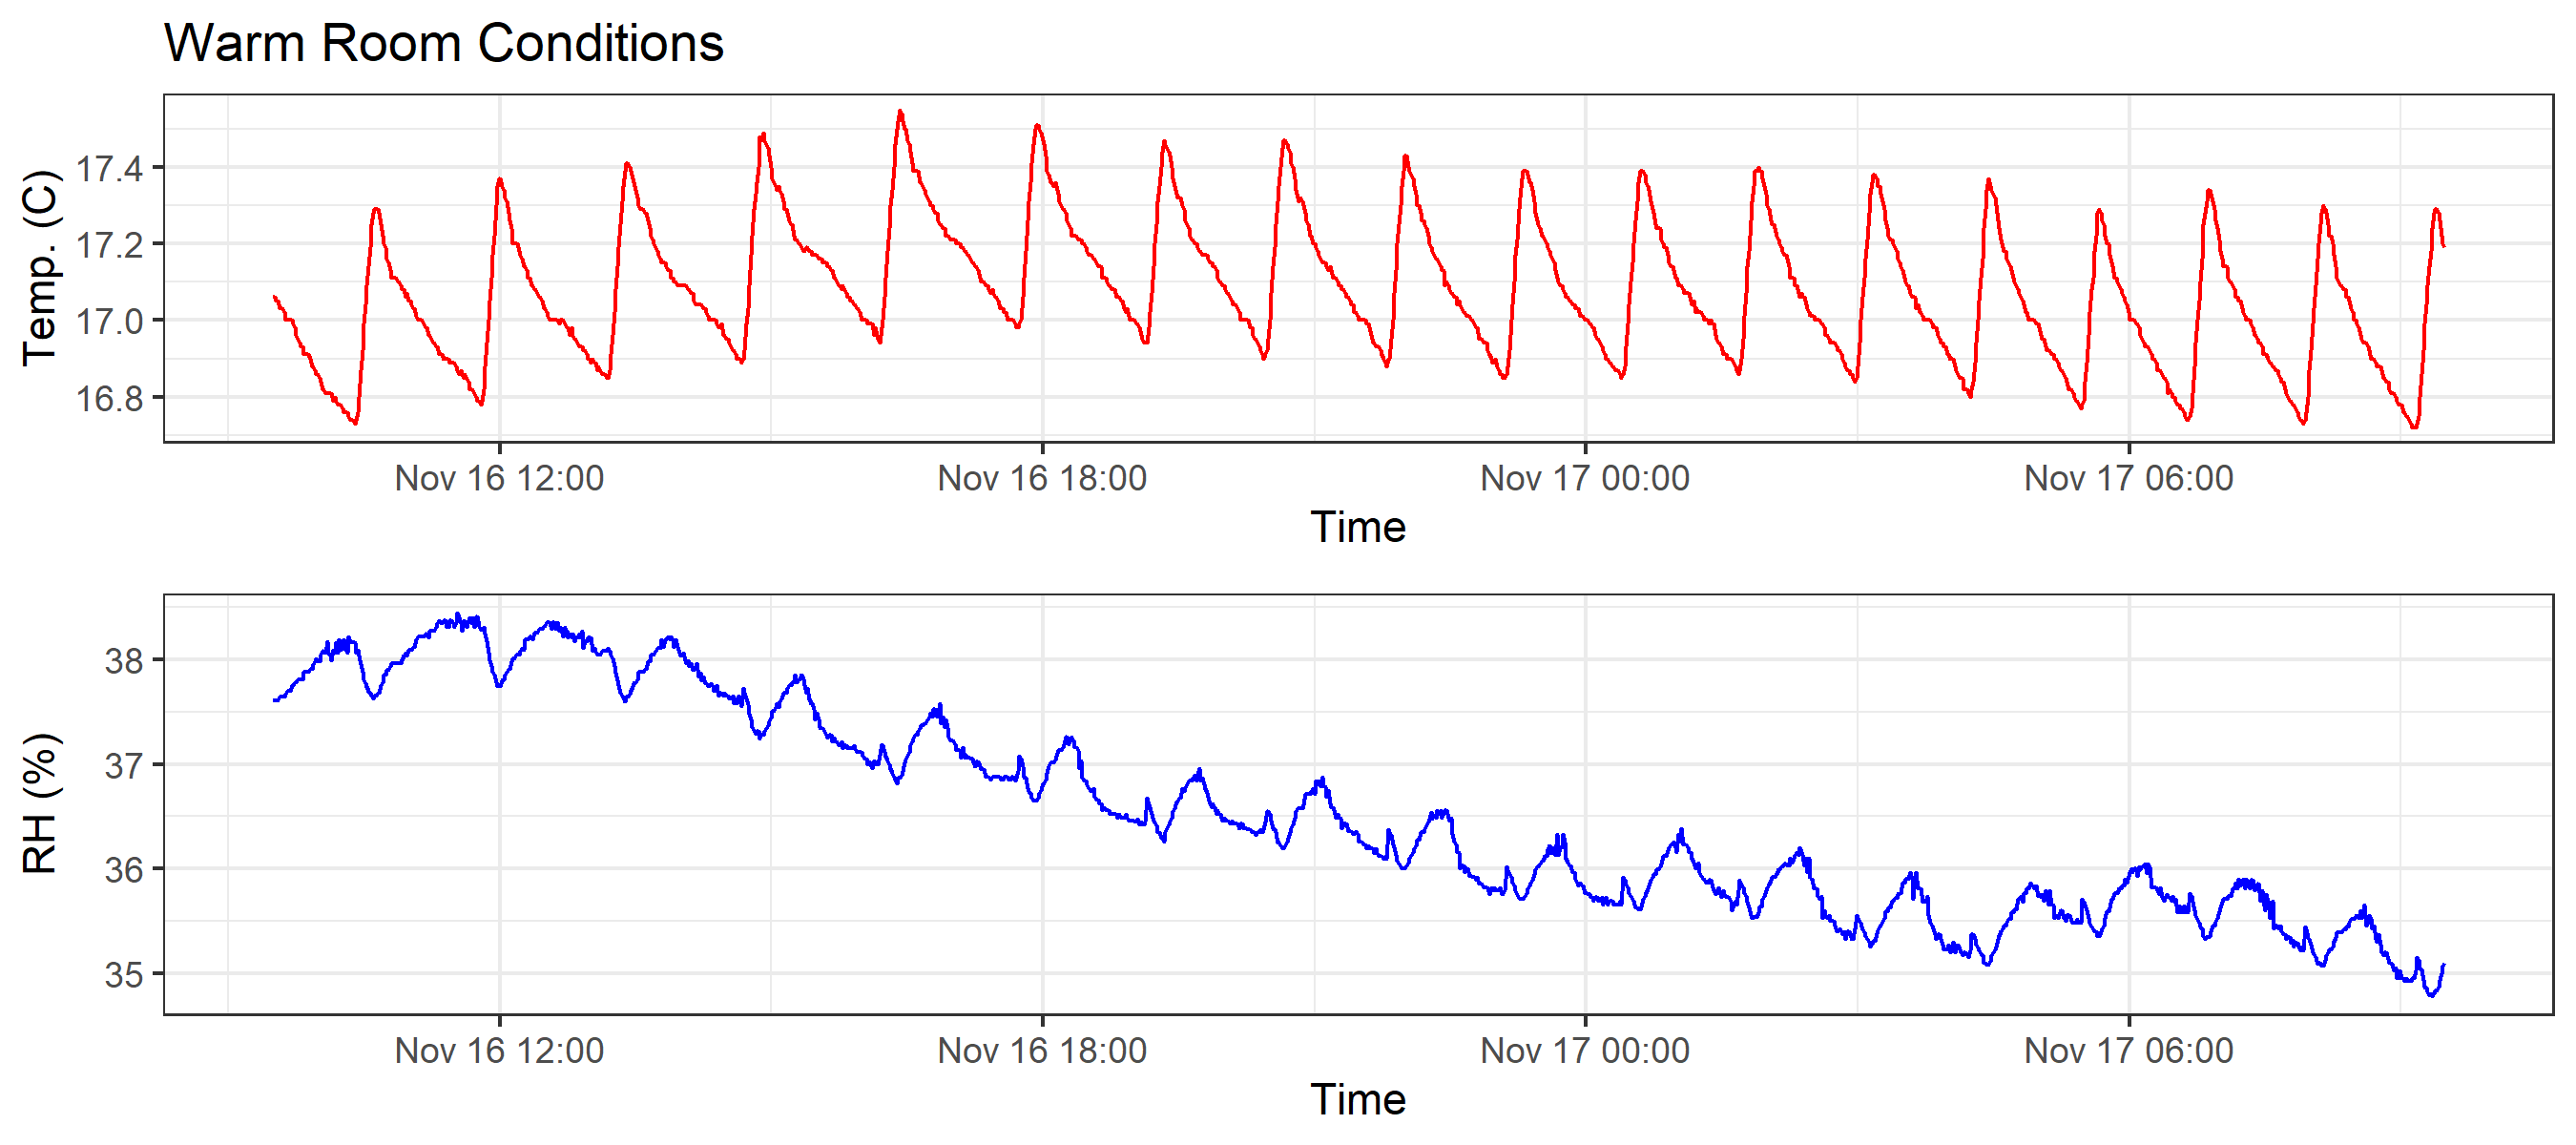 Warm Room Conditions
Temp. (C)
17.4
17.2
17.0
16.8
Nov 16 12:00 Nov 16 18:00 Nov 17 00:00 Nov 17 06:00
Time
RH (%)
38
37
36
35
Nov 16 12:00 Nov 16 18:00 Nov 17 00:00 Nov 17 06:00
Time